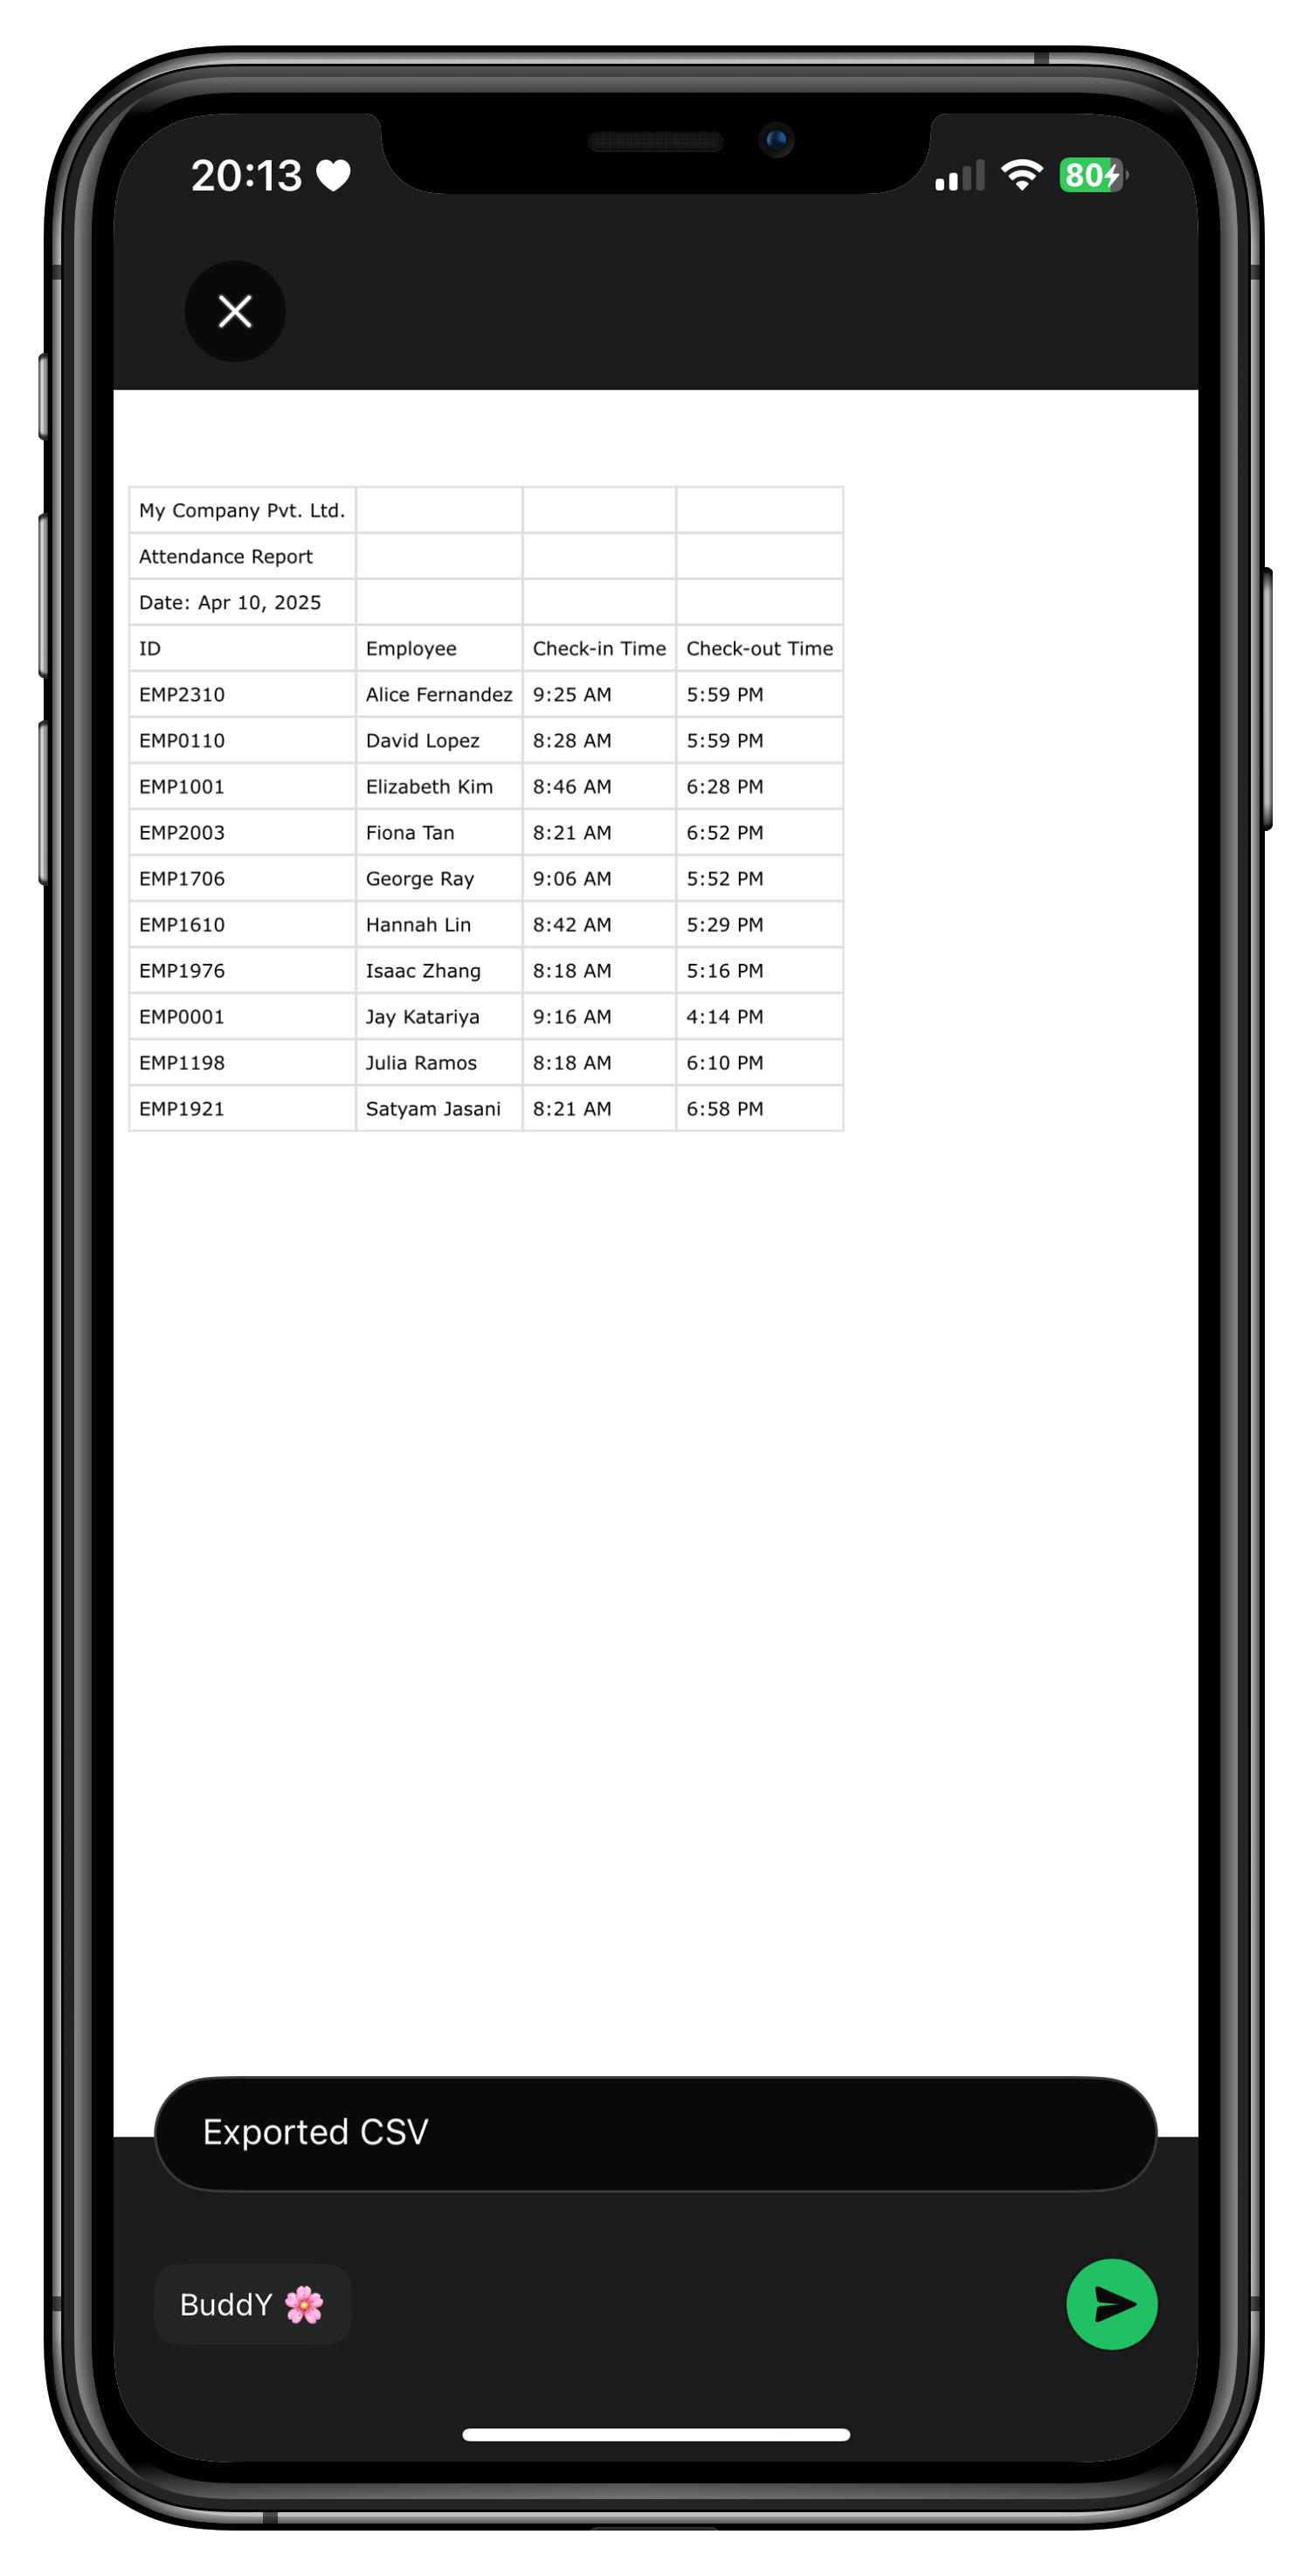 20:13
80
My Company Pvt. Ltd.
Attendance Report
Date: Apr 10, 2025
ID Employee Check-in Time Check-out Time
EMP2310 Alice Fernandez 9:25 AM 5:59 PM
EMP0110 David Lopez 8:28 AM 5:59 PM
EMP1001 Elizabeth Kim 8:46 AM 6:28 PM
EMP2003 Fiona Tan 8:21 AM 6:52 PM
EMP1706 George Ray 9:06 AM 5:52 PM
EMP1610 Hannah Lin 8:42 AM 5:29 PM
EMP1976 Isaac Zhang 8:18 AM 5:16 PM
EMP0001 Jay Katariya 9:16 AM 4:14 PM
EMP1198 Julia Ramos 8:18 AM 6:10 PM
EMP1921 Satyam Jasani 8:21 AM 6:58 PM
Exported CSV
BuddY 🌸